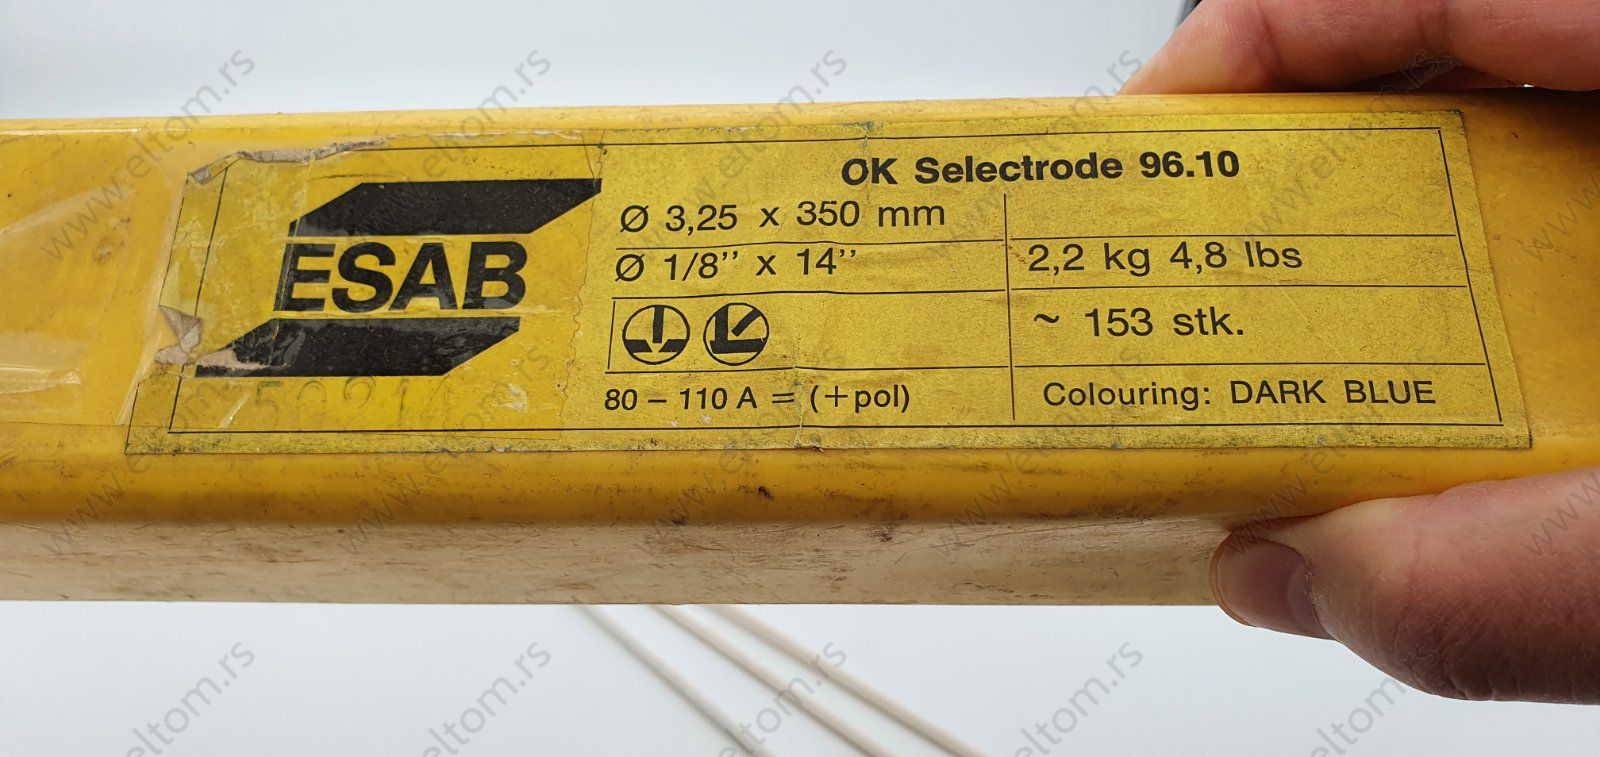 ESAB
OK Selectrode 96.10
Ø 3,25 x 350 mm
Ø 1/8’’ x 14’’
2,2 kg 4,8 lbs
~ 153 stk.
80 – 110 A = (+pol)
Colouring: DARK BLUE
www.eltom.rs